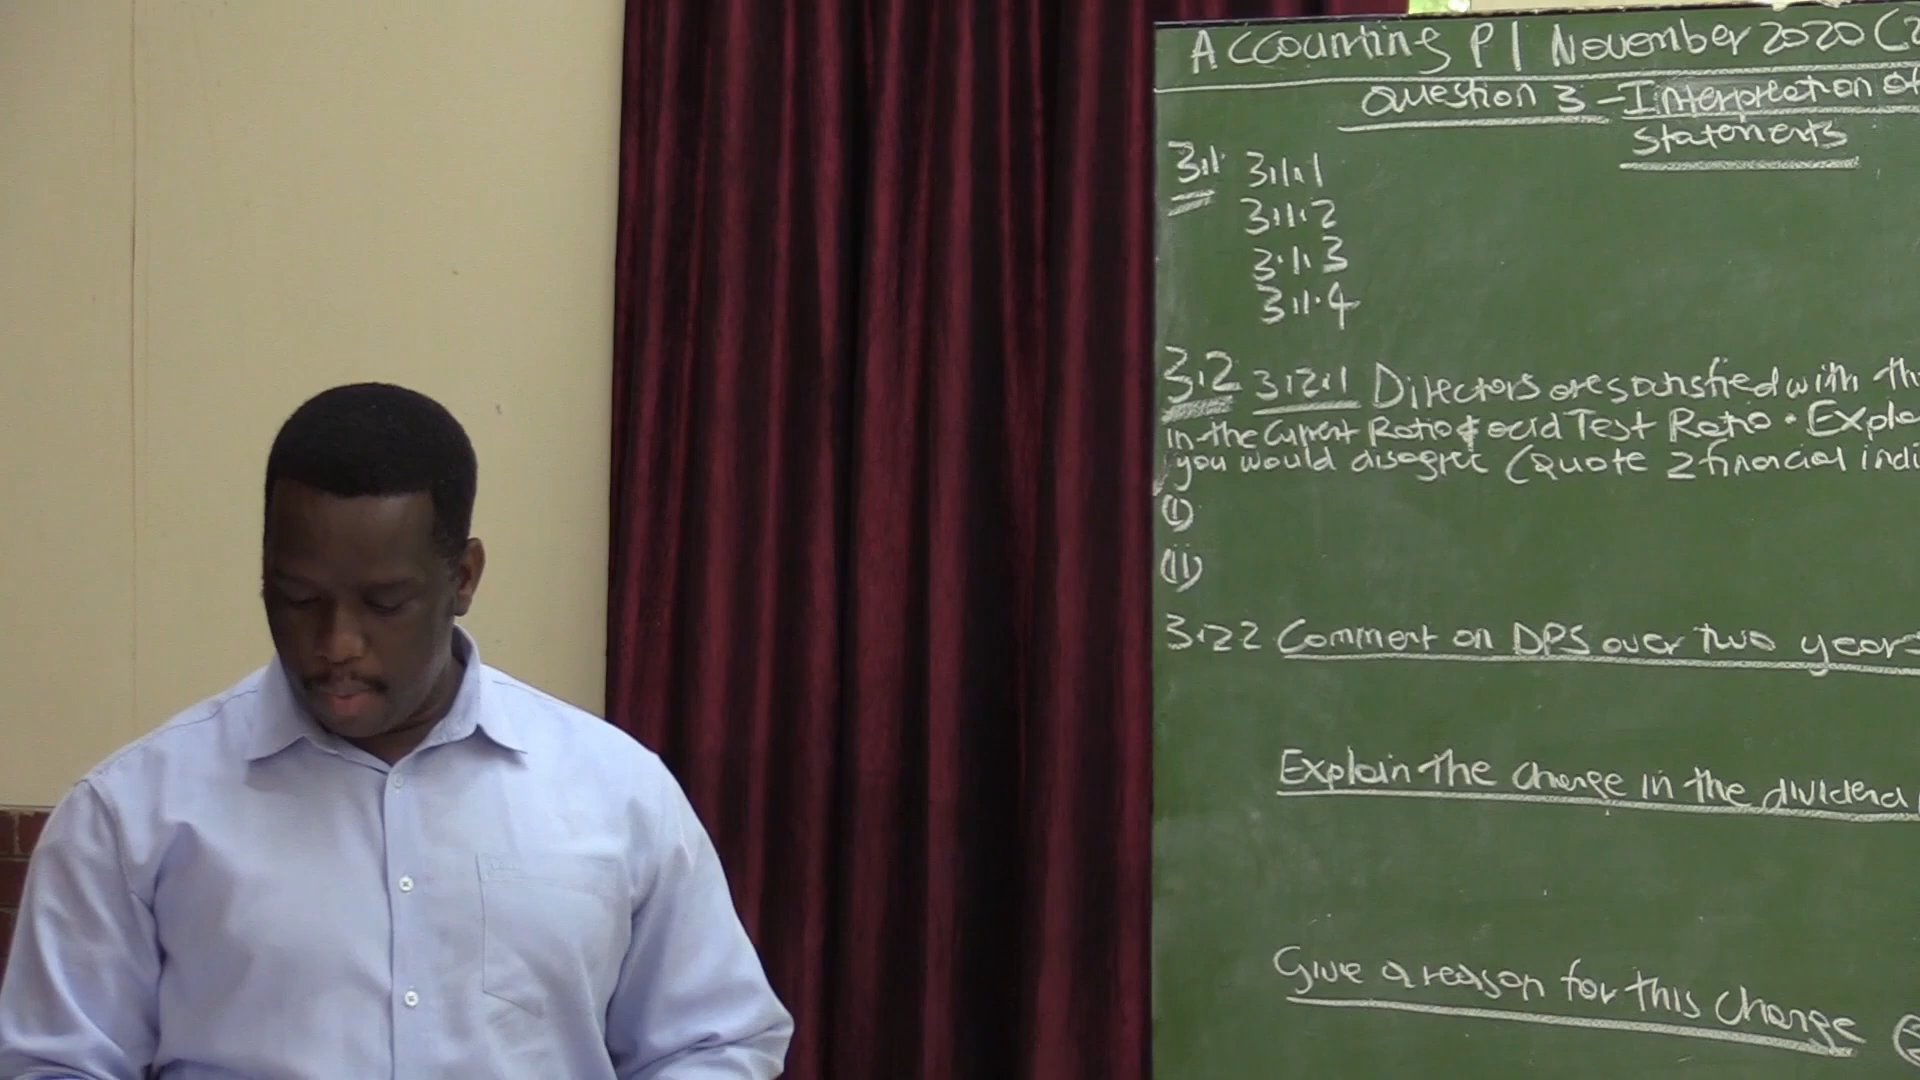 Accounting P1 November 2020 (2
Question 3 - Interpretation of
Statements
3.1 3.1.1
3.1.2
3.1.3
3.1.4
3.2 3.2.1 Directors are satisfied with th
in the Current Ratio & acid Test Ratio. Expla
you would disagree (Quote 2 financial indi
(i)
(ii)
3.22 Comment on DPS over two years
Explain the change in the dividend
Give a reason for this change